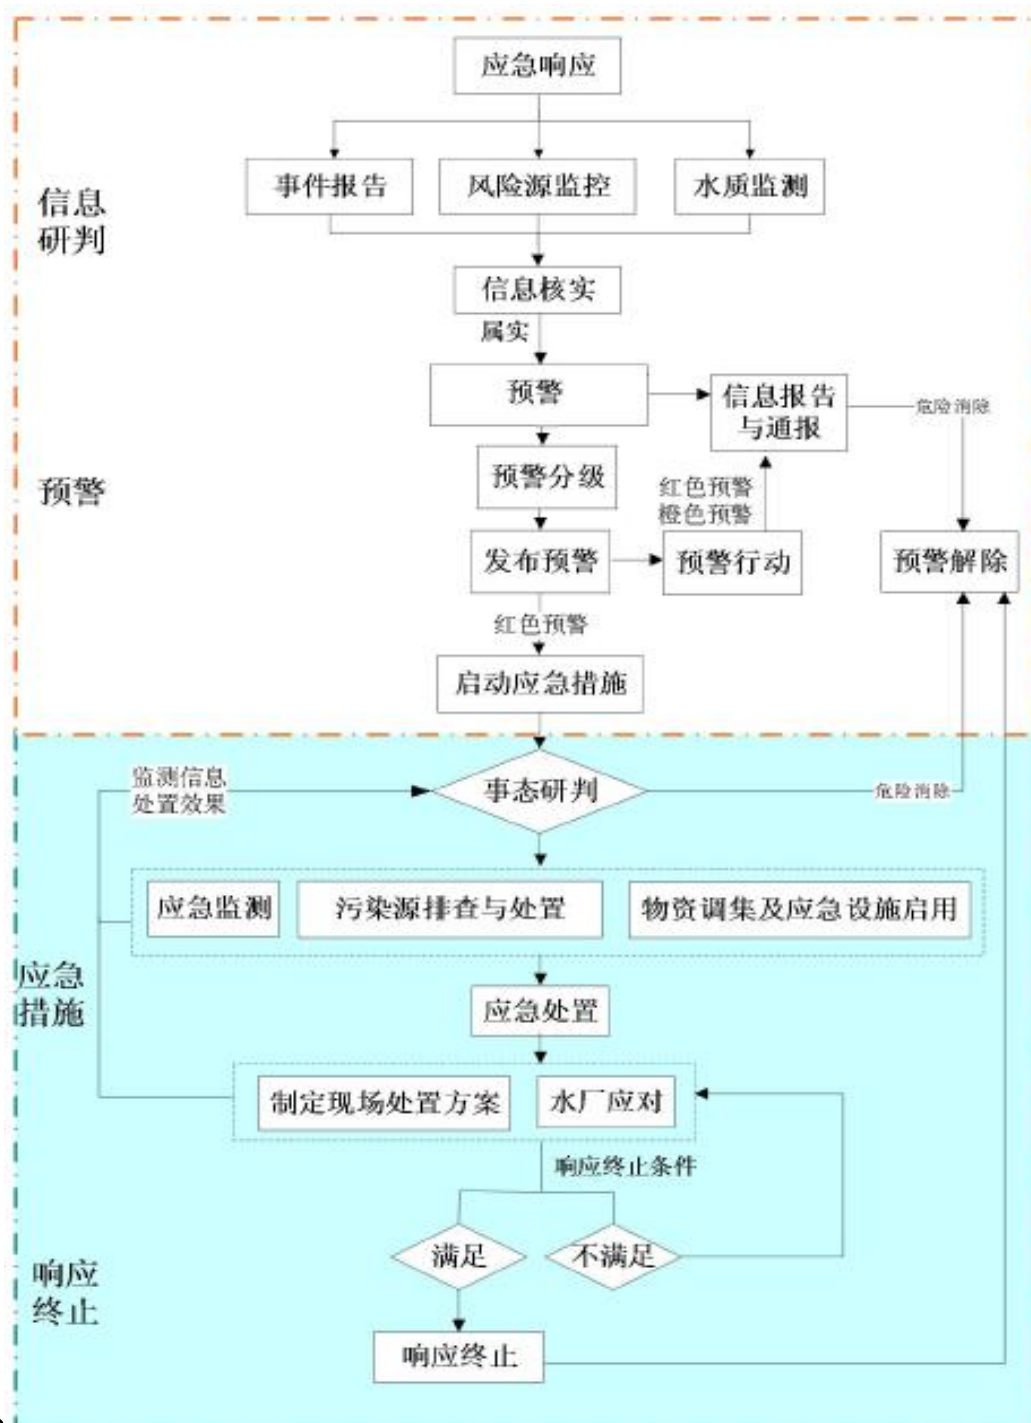 应急响应
事件报告
风险源监控
水质监测
信息
研判
信息核实
属实
预警
信息报告
与通报
危险消除
预警分级
预警
红色预警
橙色预警
发布预警
预警行动
预警解除
红色预警
启动应急措施
监测信息
处置效果
事态研判
危险消除
应急监测
污染源排查与处置
物资调集及应急设施启用
应急
措施
应急处置
制定现场处置方案
水厂应对
响应终止条件
满足
不满足
响应
终止
响应终止